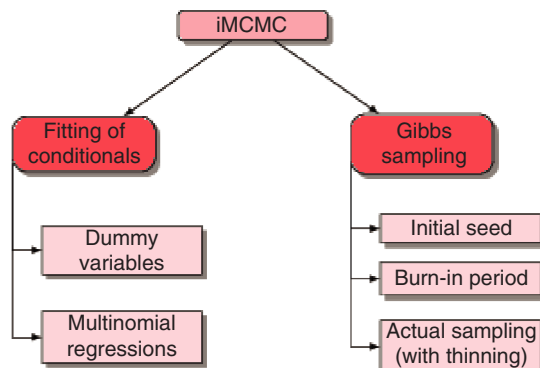 iMCMC
Fitting of
conditionals
Dummy
variables
Multinomial
regressions
Gibbs
sampling
Initial seed
Burn-in period
Actual sampling
(with thinning)